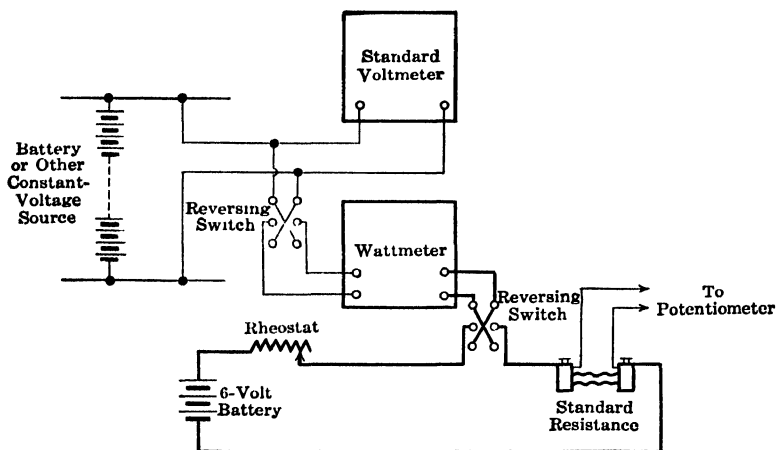 Standard
Voltmeter
Battery
or Other
Constant-
Voltage
Source
Reversing
Switch
Wattmeter
Reversing
Switch
To
Potentiometer
Rheostat
6-Volt
Battery
Standard
Resistance